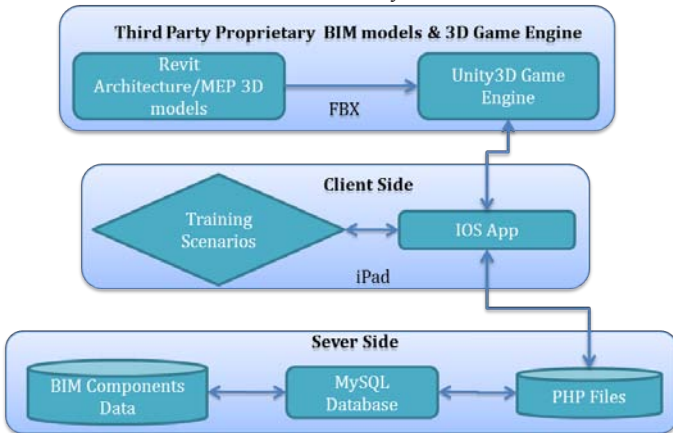 Third Party Proprietary BIM models & 3D Game Engine
Revit
Architecture/MEP 3D
models
FBX
Unity3D Game
Engine
Client Side
Training
Scenarios
IOS App
iPad
Sever Side
BIM Components
Data
MySQL
Database
PHP Files